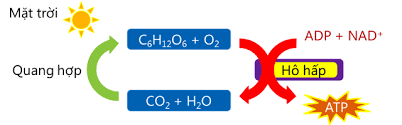 Mặt trời
C₆H₁₂O₆ + O₂
ADP + NAD⁺
Quang hợp
Hô hấp
CO₂ + H₂O
ATP